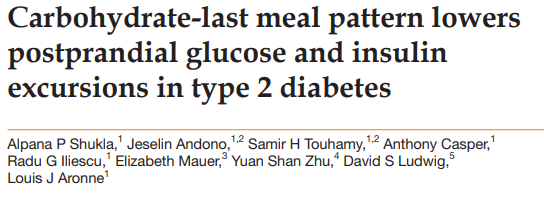 Carbohydrate-last meal pattern lowers
postprandial glucose and insulin
excursions in type 2 diabetes
Alpana P Shukla,¹ Jeselin Andono,¹,² Samir H Touhamy,¹,² Anthony Casper,¹
Radu G Iliescu,¹ Elizabeth Mauer,³ Yuan Shan Zhu,⁴ David S Ludwig,⁵
Louis J Aronne¹